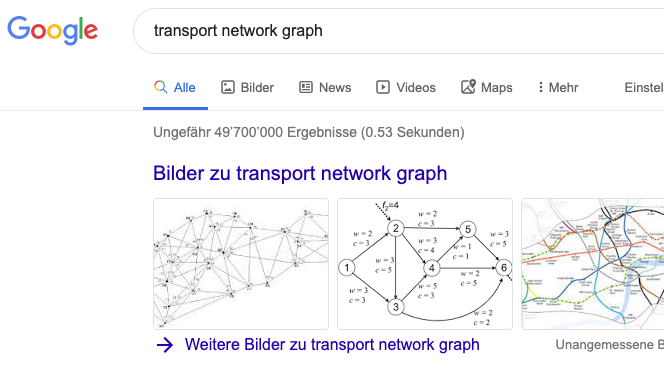 Google
transport network graph
Alle Bilder News Videos Maps Mehr Einstel
Ungefähr 49'700'000 Ergebnisse (0.53 Sekunden)
Bilder zu transport network graph
f₂=4
w = 2
c = 3
2
5
w = 2
c = 3
w = 3
c = 4
w = 1
c = 1
w = 3
c = 5
1
w = 3
c = 5
4
w = 2
c = 5
6
w = 3
c = 3
w = 5
c = 3
3
w = 2
c = 2
Weitere Bilder zu transport network graph
Unangemessene B